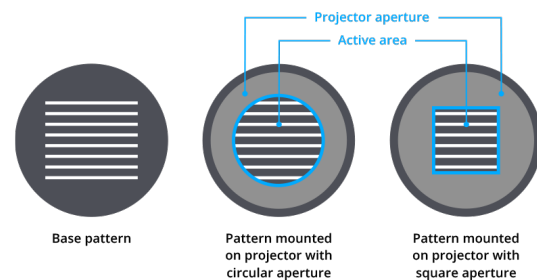 Projector aperture
Active area
Base pattern
Pattern mounted
on projector with
circular aperture
Pattern mounted
on projector with
square aperture